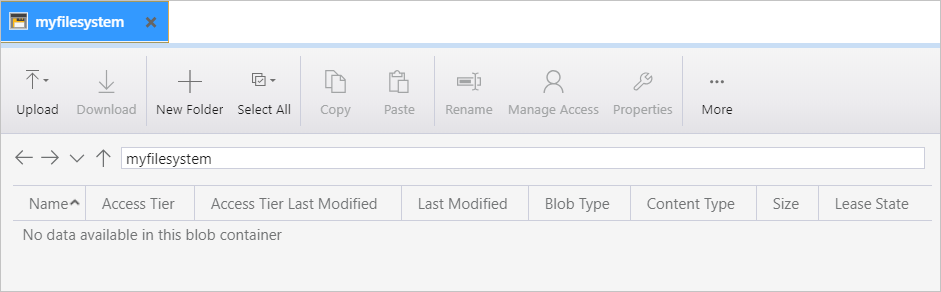 myfilesystem
Upload Download New Folder Select All Copy Paste Rename Manage Access Properties More
myfilesystem
Name Access Tier Access Tier Last Modified Last Modified Blob Type Content Type Size Lease State
No data available in this blob container